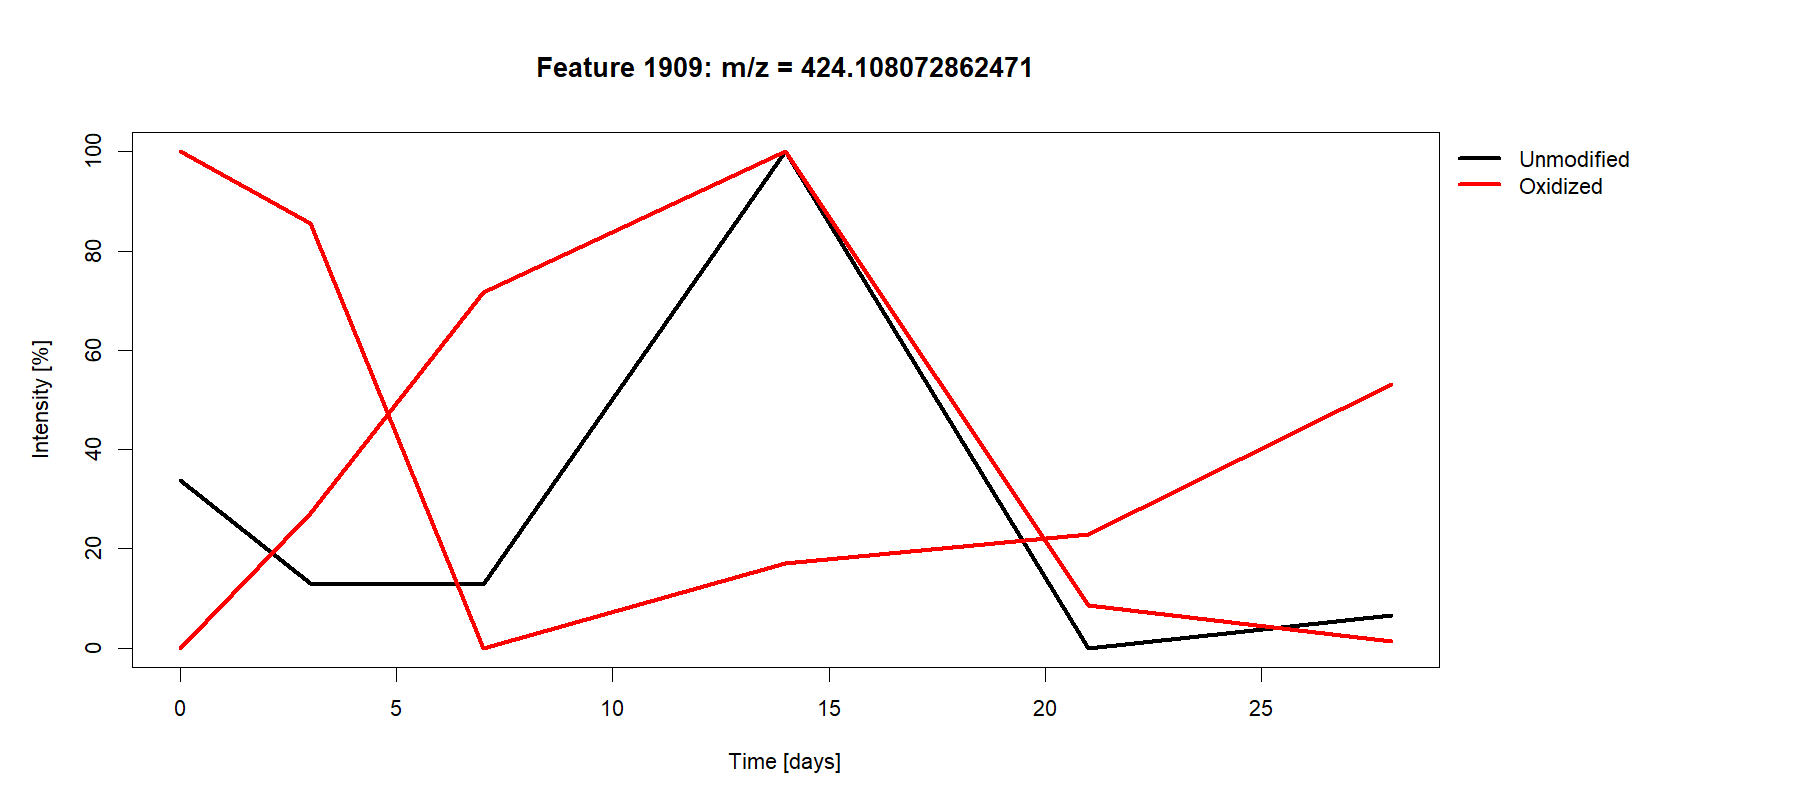 Feature 1909: m/z = 424.108072862471
Unmodified
Oxidized
Intensity [%]
100
80
60
40
20
0
0 5 10 15 20 25
Time [days]